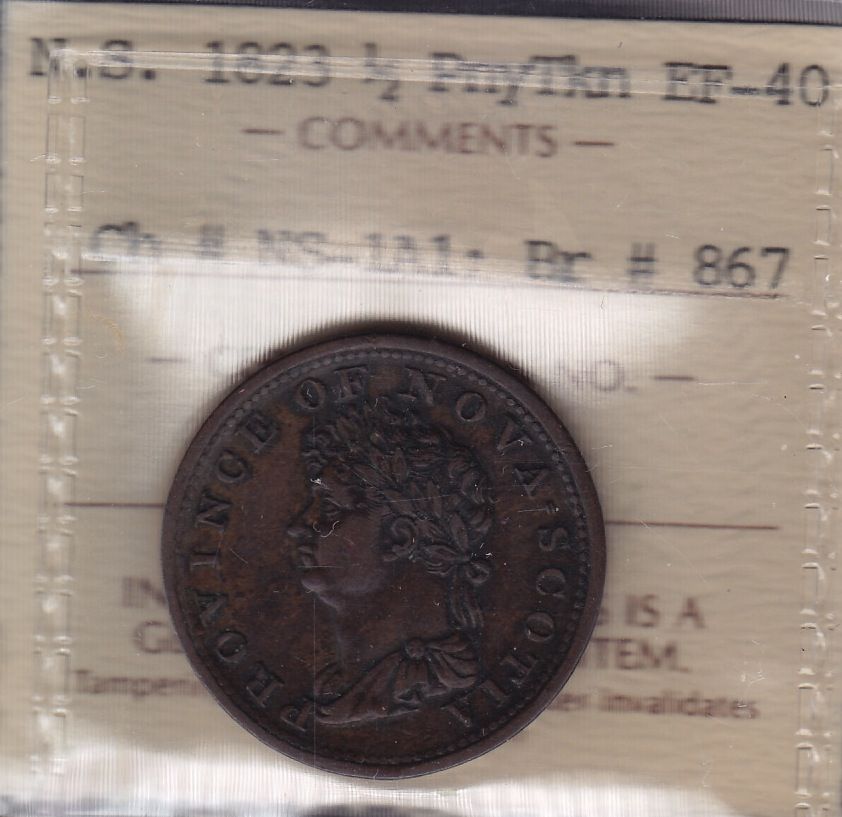 N.S. 1823 ½ PnyTkn EF-40
— COMMENTS —
Ch # NS-1A1; Br # 867
NO. —
PROVINCE OF NOVA·SCOTIA
IS A
Tampering
invalidates